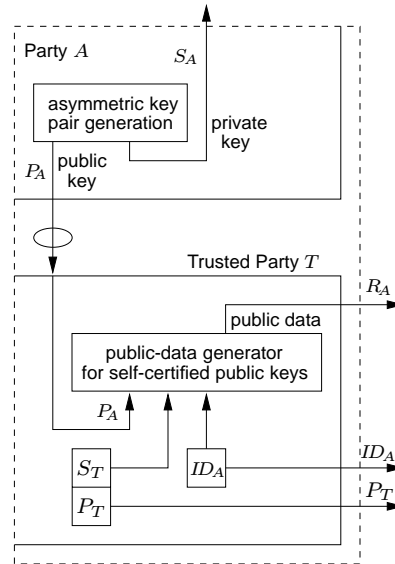 Party A
S_A
asymmetric key
pair generation
private
key
P_A
public
key
Trusted Party T
R_A
public data
public-data generator
for self-certified public keys
P_A
S_T
ID_A
ID_A
P_T
P_T